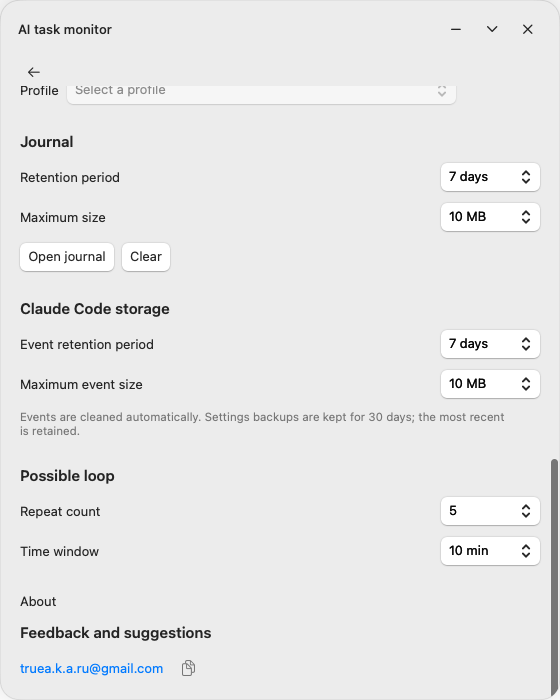 AI task monitor
Profile Select a profile
Journal
Retention period 7 days
Maximum size 10 MB
Open journal Clear
Claude Code storage
Event retention period 7 days
Maximum event size 10 MB
Events are cleaned automatically. Settings backups are kept for 30 days; the most recent
is retained.
Possible loop
Repeat count 5
Time window 10 min
About
Feedback and suggestions
truea.k.a.ru@gmail.com